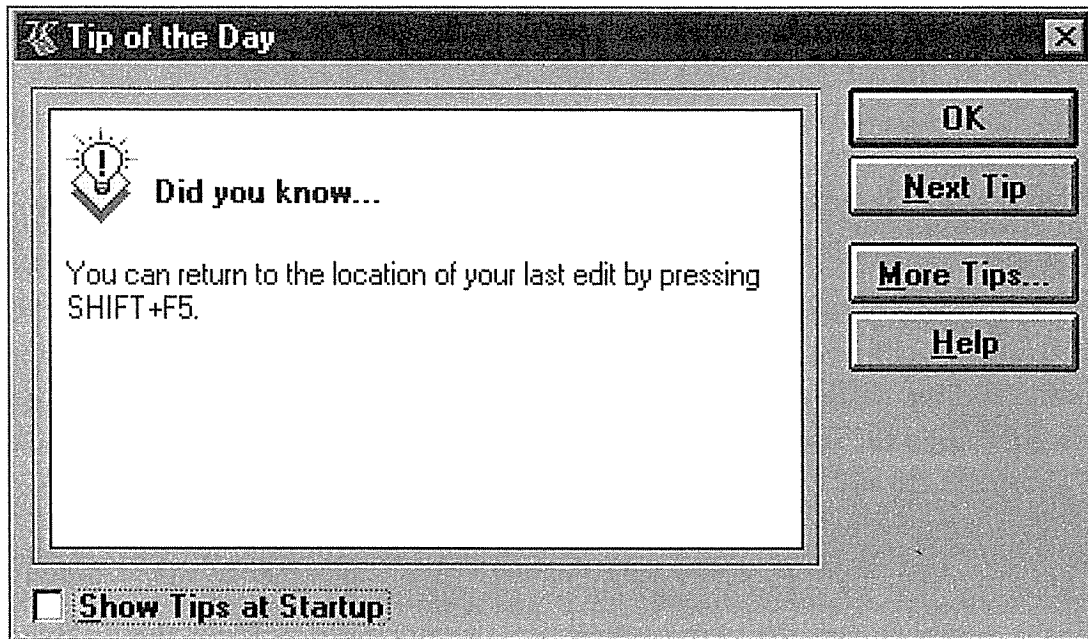 Tip of the Day
Did you know...
You can return to the location of your last edit by pressing
SHIFT+F5.
OK
Next Tip
More Tips...
Help
Show Tips at Startup